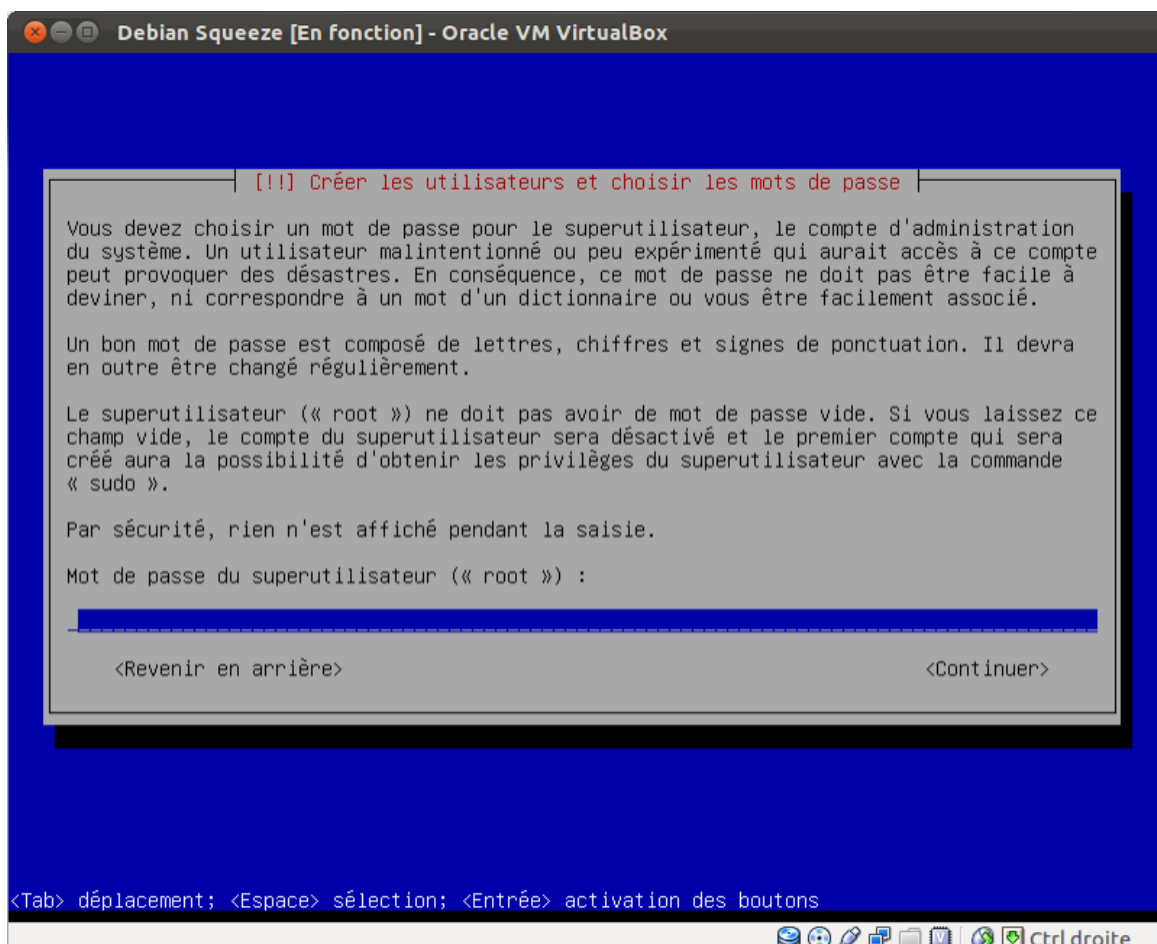 Debian Squeeze [En fonction] - Oracle VM VirtualBox
[!!] Créer les utilisateurs et choisir les mots de passe
Vous devez choisir un mot de passe pour le superutilisateur, le compte d'administration
du système. Un utilisateur malintentionné ou peu expérimenté qui aurait accès à ce compte
peut provoquer des désastres. En conséquence, ce mot de passe ne doit pas être facile à
deviner, ni correspondre à un mot d'un dictionnaire ou vous être facilement associé.
Un bon mot de passe est composé de lettres, chiffres et signes de ponctuation. Il devra
en outre être changé régulièrement.
Le superutilisateur (« root ») ne doit pas avoir de mot de passe vide. Si vous laissez ce
champ vide, le compte du superutilisateur sera désactivé et le premier compte qui sera
créé aura la possibilité d'obtenir les privilèges du superutilisateur avec la commande
« sudo ».
Par sécurité, rien n'est affiché pendant la saisie.
Mot de passe du superutilisateur (« root ») :
<Revenir en arrière> <Continuer>
<Tab> déplacement; <Espace> sélection; <Entrée> activation des boutons
Ctrl droite